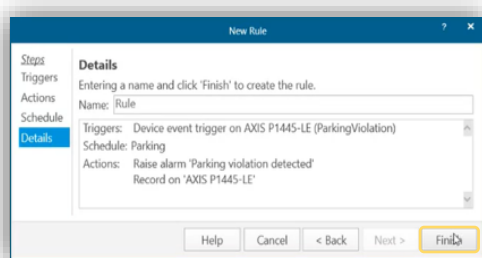 New Rule
?
Steps
Triggers
Actions
Schedule
Details
Details
Entering a name and click 'Finish' to create the rule.
Name: Rule
Triggers: Device event trigger on AXIS P1445-LE (ParkingViolation)
Schedule: Parking
Actions: Raise alarm 'Parking violation detected'
Record on 'AXIS P1445-LE'
Help Cancel < Back Next > Finish